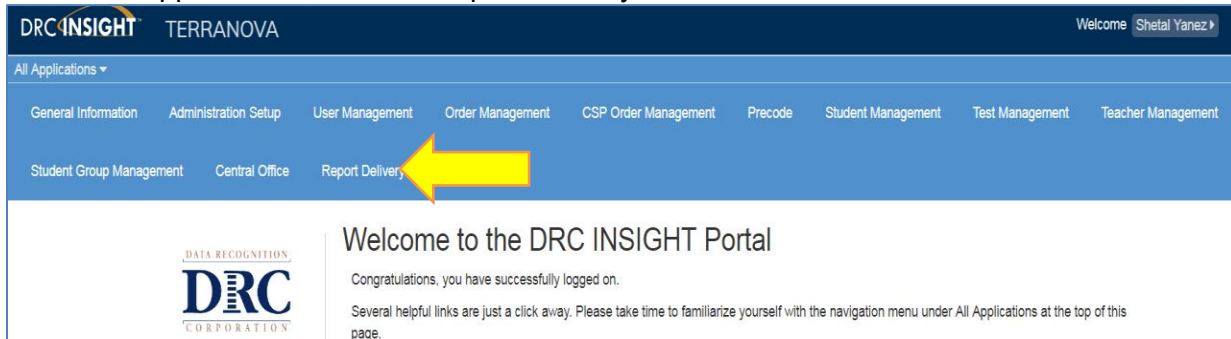 DRC INSIGHT TERRANOVA Welcome Shetal Yanez
All Applications
General Information Administration Setup User Management Order Management CSP Order Management Precode Student Management Test Management Teacher Management
Student Group Management Central Office Report Delivery
DATA RECOGNITION
DRC
CORPORATION
Welcome to the DRC INSIGHT Portal
Congratulations, you have successfully logged on.
Several helpful links are just a click away. Please take time to familiarize yourself with the navigation menu under All Applications at the top of this
page.